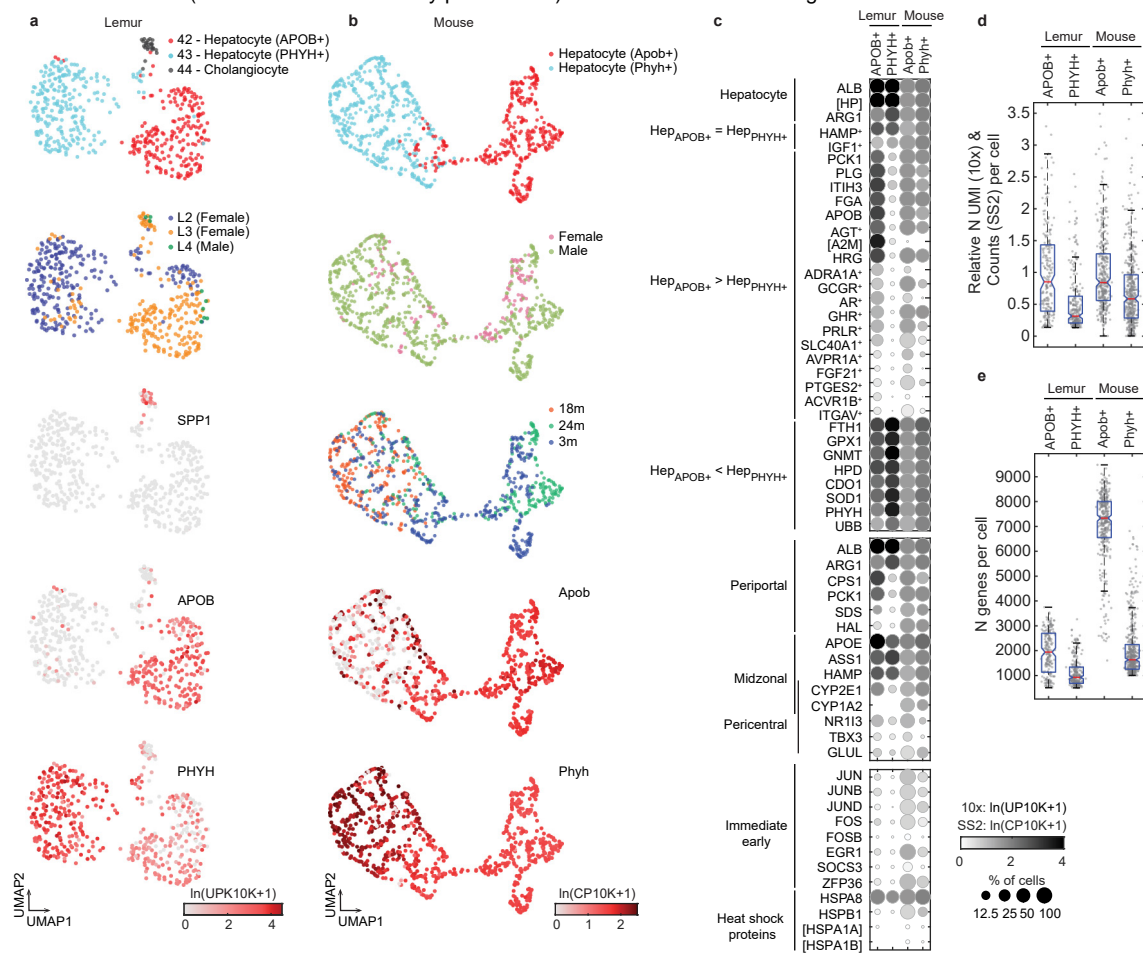 a
Lemur
42 - Hepatocyte (APOB+)
43 - Hepatocyte (PHYH+)
44 - Cholangiocyte
L2 (Female)
L3 (Female)
L4 (Male)
SPP1
APOB
PHYH
UMAP2
UMAP1
ln(UPK10K+1)
0 2 4
b
Mouse
Hepatocyte (Apob+)
Hepatocyte (Phyh+)
Female
Male
18m
24m
3m
Apob
Phyh
UMAP2
UMAP1
ln(CP10K+1)
0 1 2
c
Lemur Mouse
APOB+ PHYH+ Apob+ Phyh+
Hepatocyte
ALB
[HP]
ARG1
HepAPOB+ = HepPHYH+
HAMP+
IGF1+
HepAPOB+ > HepPHYH+
PCK1
PLG
ITIH3
FGA
APOB
AGT+
[A2M]
HRG
ADRA1A+
GCGR+
AR+
GHR+
PRLR+
SLC40A1+
AVPR1A+
FGF21+
PTGES2+
ACVR1B+
ITGAV+
HepAPOB+ < HepPHYH+
FTH1
GPX1
GNMT
HPD
CDO1
SOD1
PHYH
UBB
Periportal
ALB
ARG1
CPS1
PCK1
SDS
HAL
Midzonal
APOE
ASS1
HAMP
Pericentral
CYP2E1
CYP1A2
NR1I3
TBX3
GLUL
Immediate
early
JUN
JUNB
JUND
FOS
FOSB
EGR1
SOCS3
ZFP36
Heat shock
proteins
HSPA8
HSPB1
[HSPA1A]
[HSPA1B]
d
Lemur Mouse
APOB+ PHYH+ Apob+ Phyh+
Relative N UMI (10x) &
Counts (SS2) per cell
3.5
3.0
2.5
2.0
1.5
1.0
0.5
0
e
Lemur Mouse
APOB+ PHYH+ Apob+ Phyh+
N genes per cell
9000
8000
7000
6000
5000
4000
3000
2000
1000
10x: ln(UP10K+1)
SS2: ln(CP10K+1)
0 2 4
% of cells
12.5 25 50 100